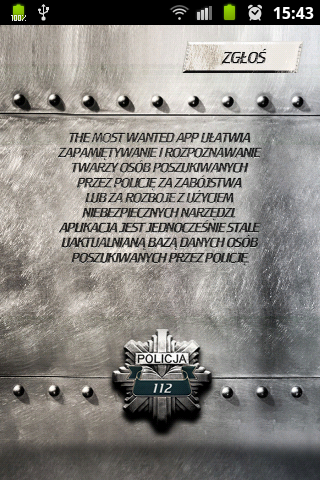 100%
15:43
ZGŁOŚ
THE MOST WANTED APP UŁATWIA
ZAPAMIĘTYWANIE I ROZPOZNAWANIE
TWARZY OSÓB POSZUKIWANYCH
PRZEZ POLICJĘ ZA ZABÓJSTWA
LUB ZA ROZBOJE Z UŻYCIEM
NIEBEZPIECZNYCH NARZĘDZI.
APLIKACJA JEST JEDNOCZEŚNIE STALE
UAKTUALNIANĄ BAZĄ DANYCH OSÓB
POSZUKIWANYCH PRZEZ POLICJĘ
POLICJA
112